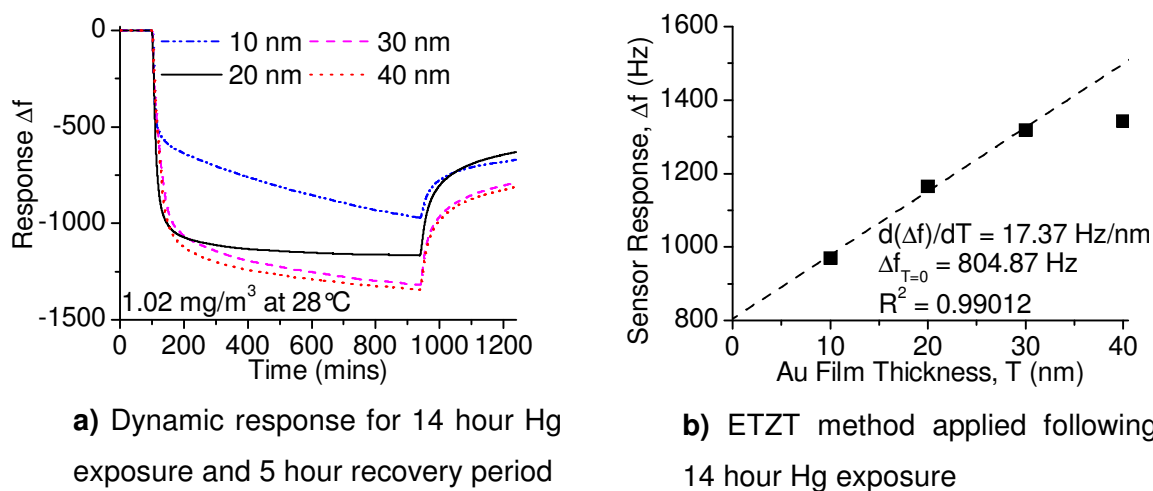 0
-500
-1000
-1500
Response Δf
10 nm
30 nm
20 nm
40 nm
1.02 mg/m³ at 28°C
0 200 400 600 800 1000 1200
Time (mins)
a) Dynamic response for 14 hour Hg
exposure and 5 hour recovery period
1600
1400
1200
1000
800
Sensor Response, Δf (Hz)
d(Δf)/dT = 17.37 Hz/nm
Δf_T=0 = 804.87 Hz
R² = 0.99012
0 10 20 30 40
Au Film Thickness, T (nm)
b) ETZT method applied following
14 hour Hg exposure